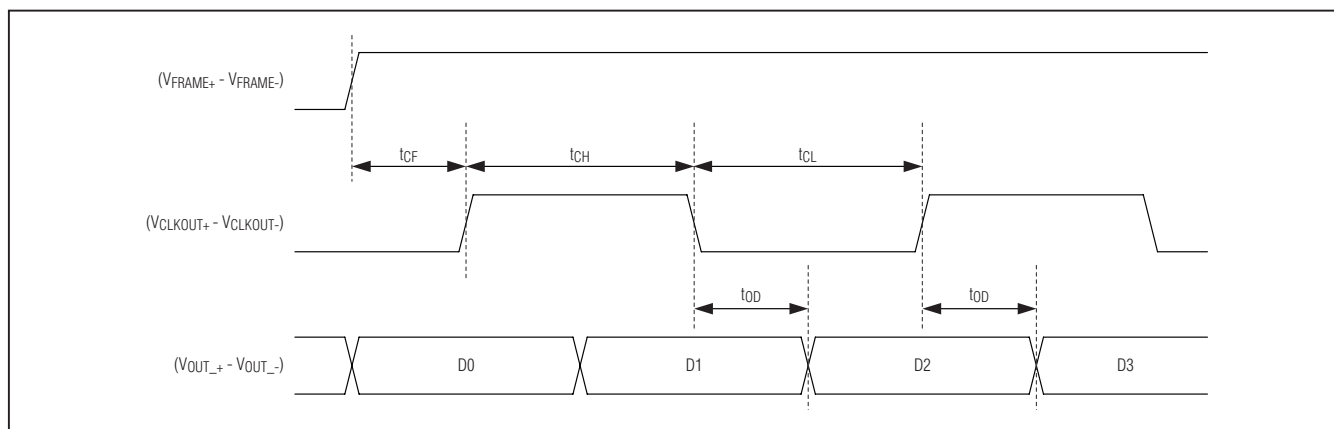 (VFRAME+ - VFRAME-)
tCF
tCH
tCL
(VCLKOUT+ - VCLKOUT-)
tOD
tOD
(VOUT_+ - VOUT_-)
D0
D1
D2
D3